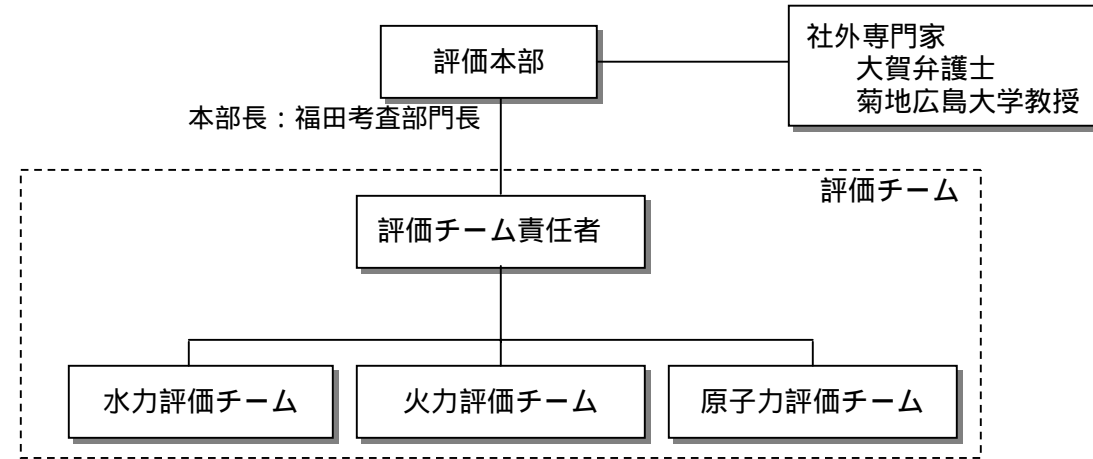 評価本部
社外専門家
大賀弁護士
菊地広島大学教授
本部長：福田考査部門長
評価チーム
評価チーム責任者
水力評価チーム
火力評価チーム
原子力評価チーム